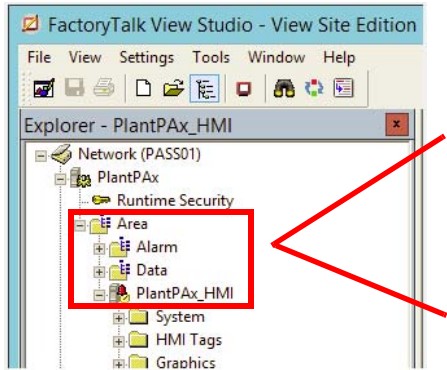 FactoryTalk View Studio - View Site Edition
File View Settings Tools Window Help
Explorer - PlantPAx_HMI
Network (PASS01)
PlantPAx
Runtime Security
Area
Alarm
Data
PlantPAx_HMI
System
HMI Tags
Graphics